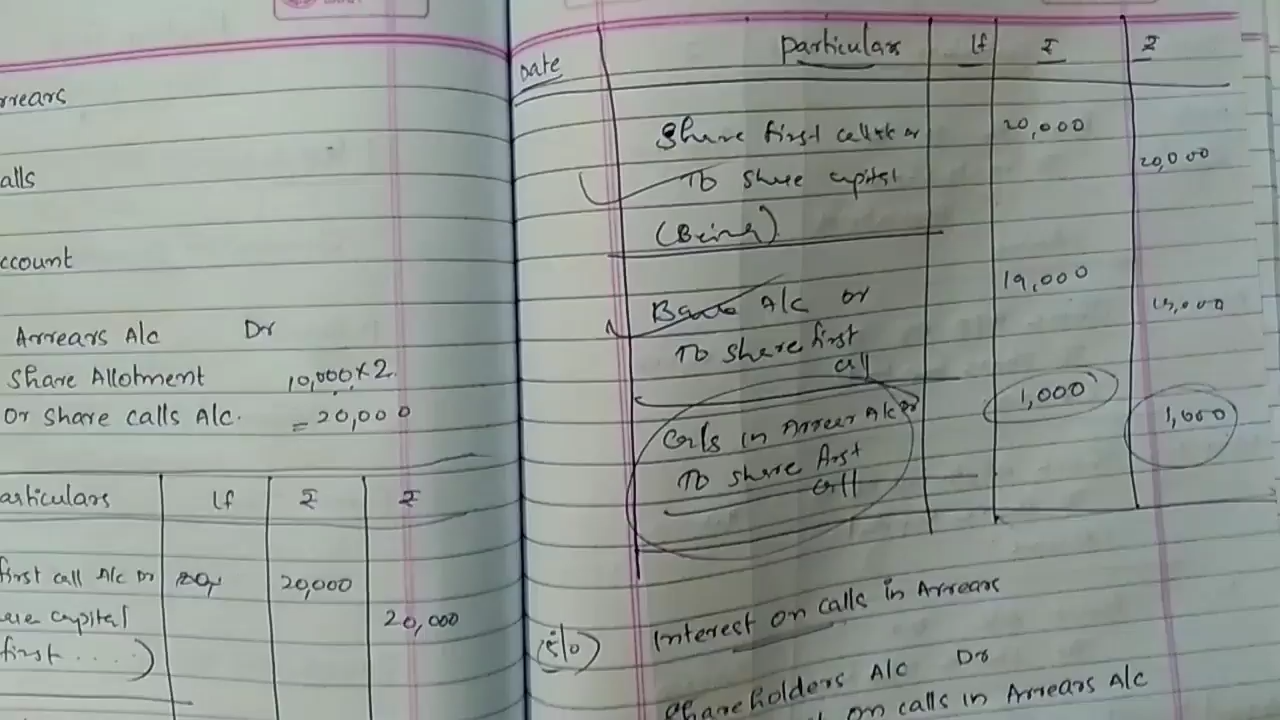 rrears
alls
ccount
Arrears A/c Dr
Share Allotment 10,000×2
Or share calls A/c. = 20,000
articulars Lf ₹ ₹
first call A/c Dr 20,000
are capital 20,000
first ....)
Date Particulars Lf ₹ ₹
Share first call A/c Dr 20,000
To share capital 20,000
(Being)
Bank A/c Dr 19,000
To share first call
Calls in Arrear A/c Dr 1,000
To share first call 1,000
Interest on calls in Arrears
Shareholders A/c Dr
on calls in Arrears A/c